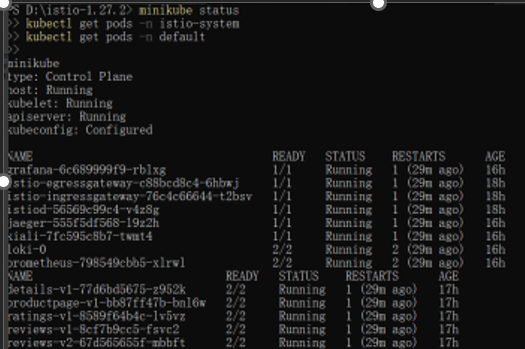 PS D:\istio-1.27.2> minikube status
>> kubectl get pods -n istio-system
>> kubectl get pods -n default
>>
minikube
type: Control Plane
host: Running
kubelet: Running
apiserver: Running
kubeconfig: Configured
NAME READY STATUS RESTARTS AGE
grafana-6c689999f9-rblxg 1/1 Running 1 (29m ago) 16h
istio-egressgateway-c88bcd8c4-6hbwj 1/1 Running 1 (29m ago) 18h
istio-ingressgateway-76c4c66644-t2bsv 1/1 Running 1 (29m ago) 18h
istiod-56569c99c4-v4z8g 1/1 Running 1 (29m ago) 18h
jaeger-555f5df568-l9z2h 1/1 Running 1 (29m ago) 16h
kiali-7fc595c8b7-twmt4 1/1 Running 1 (29m ago) 16h
loki-0 2/2 Running 2 (29m ago) 16h
prometheus-798549cbb5-xlrwl 2/2 Running 2 (29m ago) 16h
NAME READY STATUS RESTARTS AGE
details-v1-77d6bd5675-z952k 2/2 Running 1 (29m ago) 17h
productpage-v1-bb87ff47b-bnl6w 2/2 Running 1 (29m ago) 17h
ratings-v1-8589f64b4c-lv5vz 2/2 Running 1 (29m ago) 17h
reviews-v1-8cf7b9cc5-fsvc2 2/2 Running 1 (29m ago) 17h
reviews-v2-67d565655f-mbbft 2/2 Running 1 (29m ago) 17h